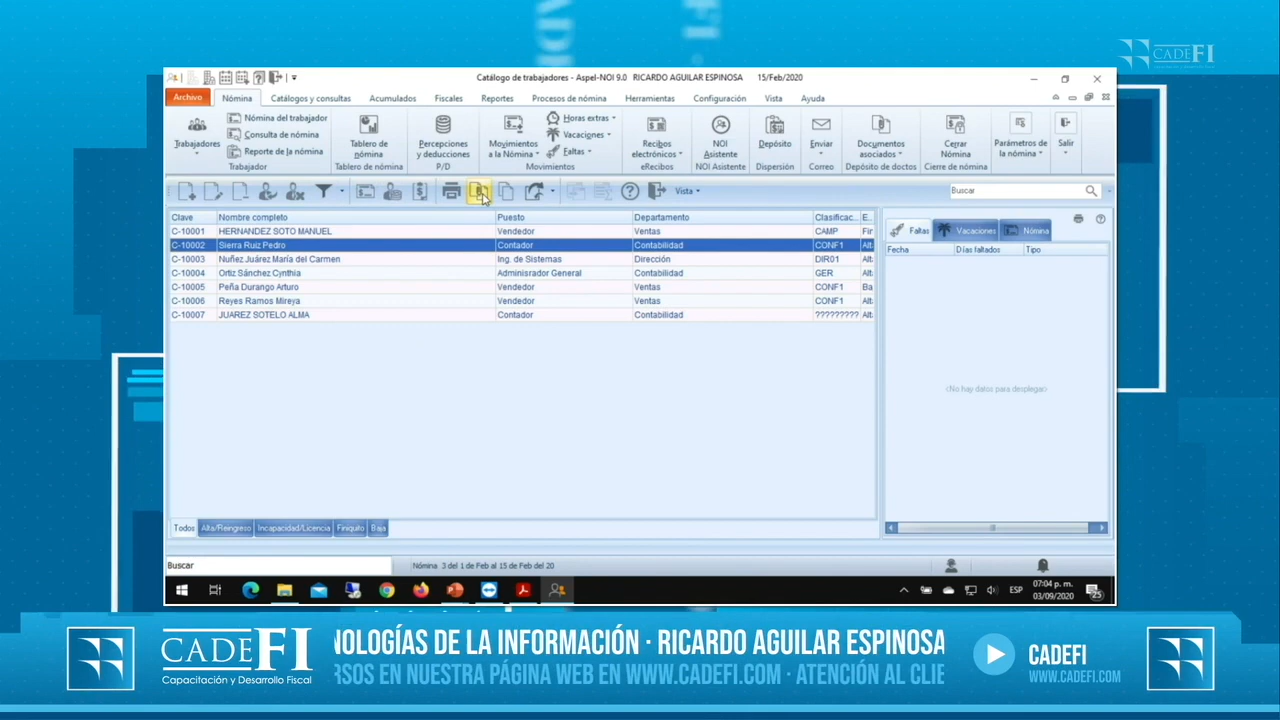 CADEFI
Catálogo de trabajadores - Aspel-NOI 9.0 RICARDO AGUILAR ESPINOSA 15/Feb/2020
Archivo Nómina Catálogos y consultas Acumulados Fiscales Reportes Procesos de nómina Herramientas Configuración Vista Ayuda
Trabajadores
Nómina del trabajador
Consulta de nómina
Reporte de la nómina
Trabajador
Tablero de nómina
Tablero de nómina
Percepciones y deducciones
P/D
Movimientos a la Nómina
Horas extras
Vacaciones
Faltas
Movimientos
Recibos electrónicos
eRecibos
NOI Asistente
NOI Asistente
Depósito
Dispersión
Enviar
Correo
Documentos asociados
Depósito de doctos
Cerrar Nómina
Cierre de nómina
Parámetros de la nómina
Salir
Vista
Buscar
Clave Nombre completo Puesto Departamento Clasificac... E...
C-10001 HERNANDEZ SOTO MANUEL Vendedor Ventas CAMP Fir
C-10002 Sierra Ruiz Pedro Contador Contabilidad CONF1 Alt
C-10003 Nuñez Juárez María del Carmen Ing. de Sistemas Dirección DIR01 Alt
C-10004 Ortiz Sánchez Cynthia Adminisrador General Contabilidad GER Alt
C-10005 Peña Durango Arturo Vendedor Ventas CONF1 Ba
C-10006 Reyes Ramos Mireya Vendedor Ventas CONF1 Alt
C-10007 JUAREZ SOTELO ALMA Contador Contabilidad ????????? Alt
Faltas Vacaciones Nómina
Fecha Días faltados Tipo
<No hay datos para desplegar>
Todos Alta/Reingreso Incapacidad/Licencia Finiquito Baja
Buscar
Nómina 3 del 1 de Feb al 15 de Feb del 20
ESP
07:04 p. m.
03/09/2020
25
CADEFI
Capacitación y Desarrollo Fiscal
NOLOGÍAS DE LA INFORMACIÓN · RICARDO AGUILAR ESPINOSA
RSOS EN NUESTRA PÁGINA WEB EN WWW.CADEFI.COM · ATENCIÓN AL CLIE
CADEFI
WWW.CADEFI.COM